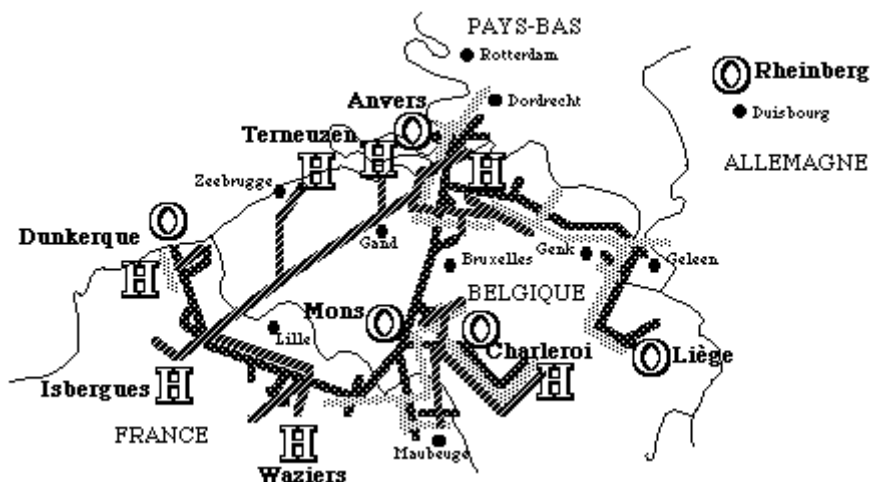 PAYS-BAS
Rotterdam
Rheinberg
Anvers
Dordrecht
Duisbourg
Terneuzen
H
H
H
ALLEMAGNE
Zeebrugge
Dunkerque
Gand
Genk
Geleen
Bruxelles
H
BELGIQUE
Mons
Lille
Charleroi
Liège
Isbergues
H
H
FRANCE
H
Maubeuge
Waziers